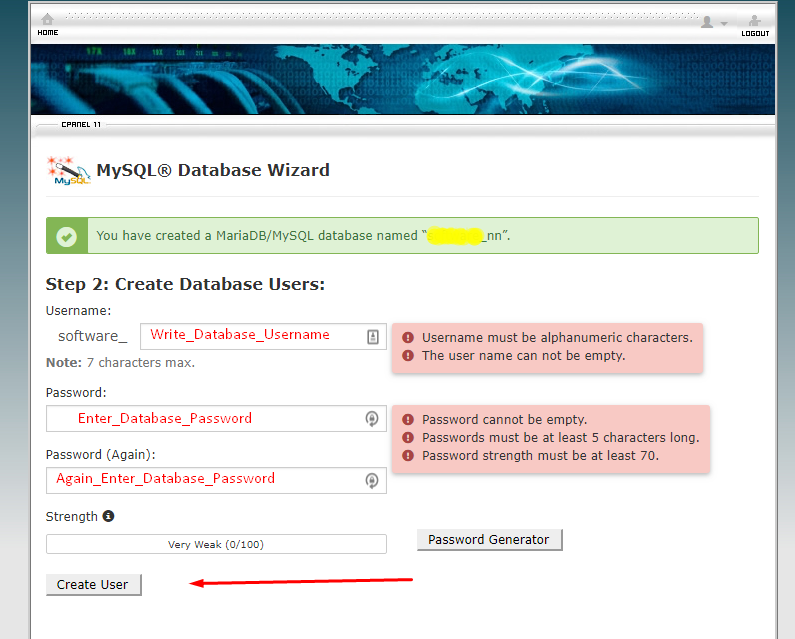 HOME
LOGOUT
CPANEL 11
MySQL
MySQL® Database Wizard
You have created a MariaDB/MySQL database named “_nn”.
Step 2: Create Database Users:
Username:
software_ Write_Database_Username
Username must be alphanumeric characters.
The user name can not be empty.
Note: 7 characters max.
Password:
Enter_Database_Password
Password cannot be empty.
Passwords must be at least 5 characters long.
Password strength must be at least 70.
Password (Again):
Again_Enter_Database_Password
Strength
Very Weak (0/100)
Password Generator
Create User